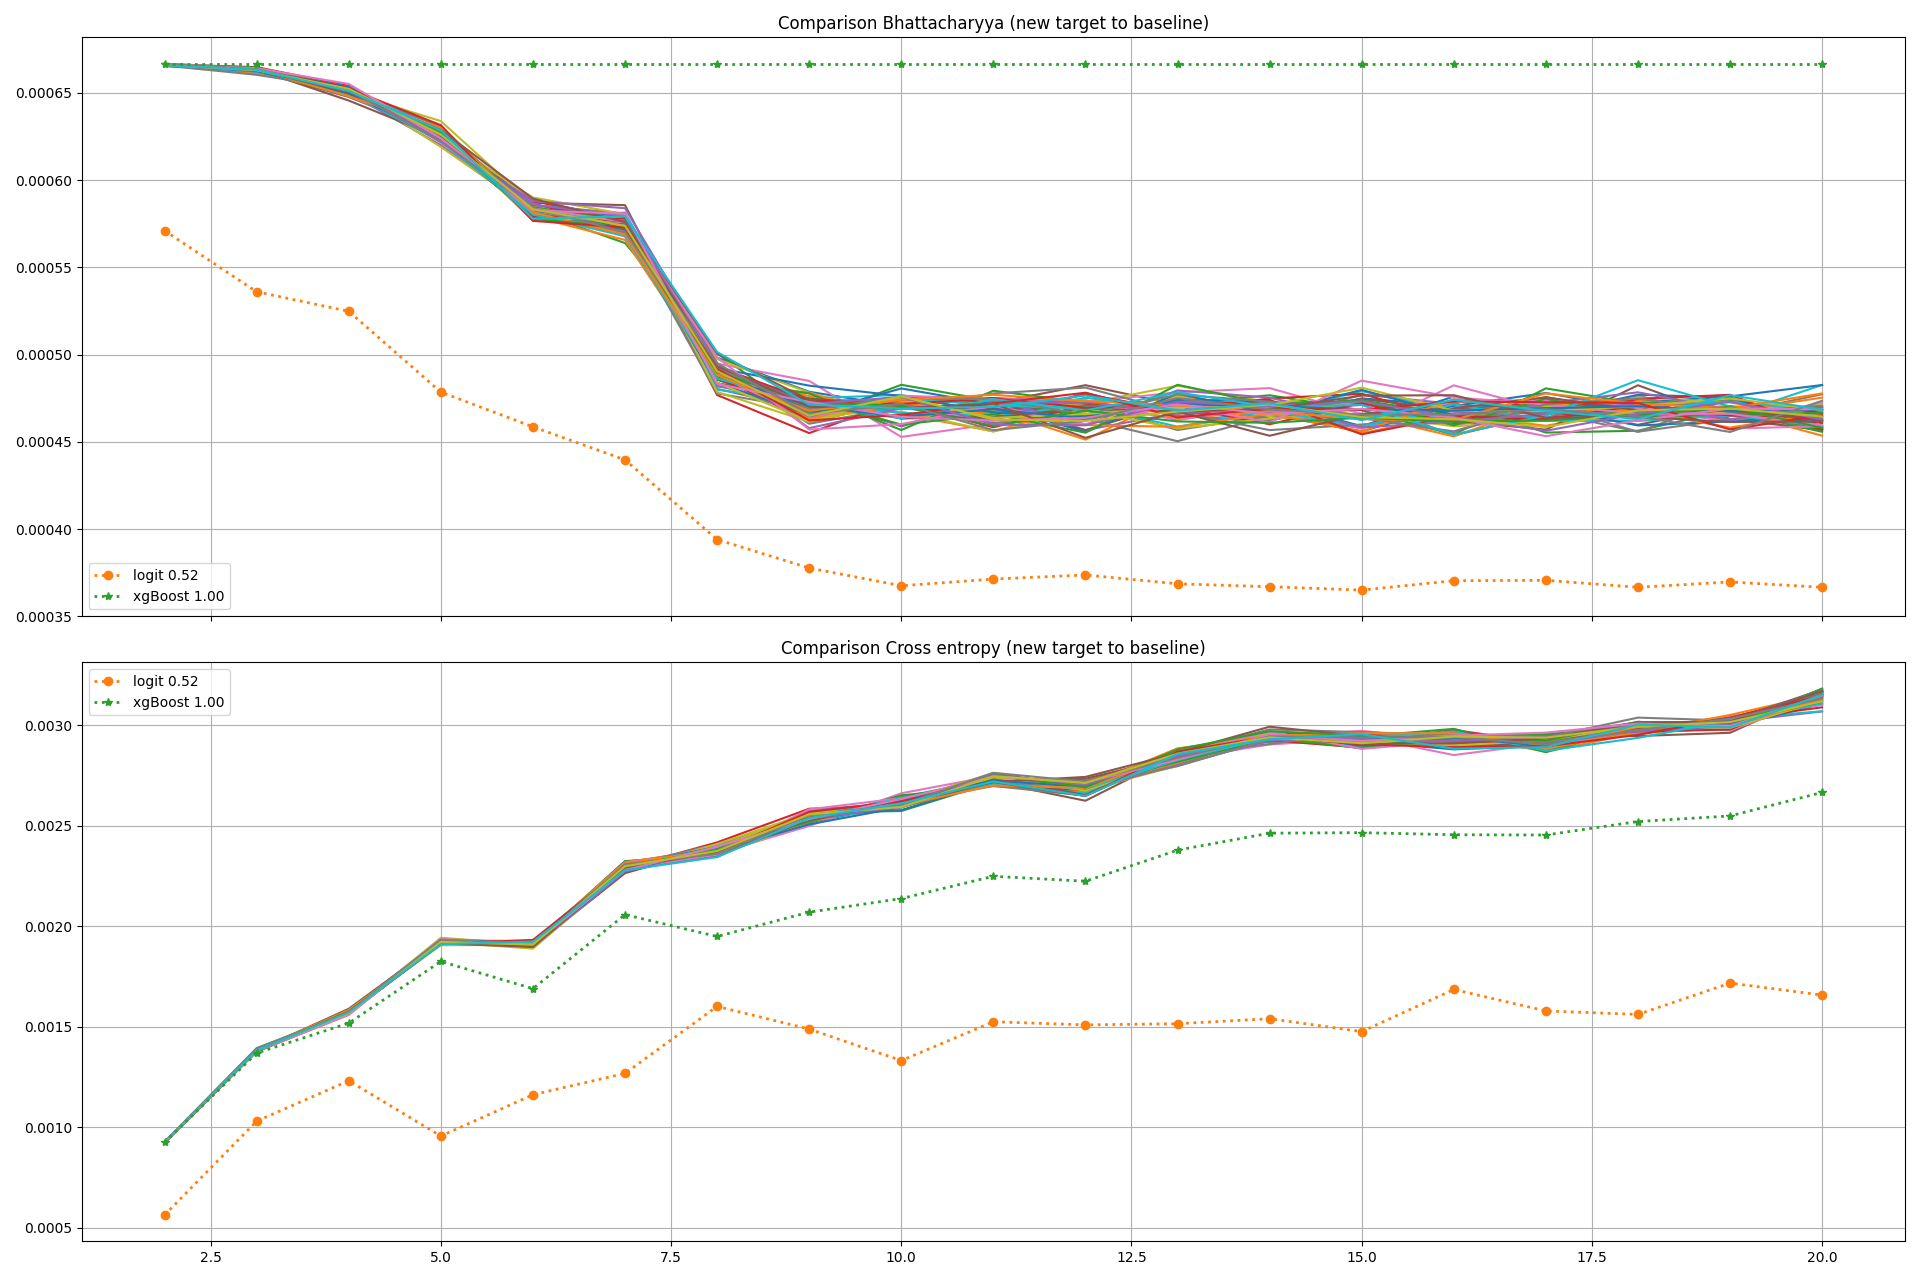 Comparison Bhattacharyya (new target to baseline)
0.00065
0.00060
0.00055
0.00050
0.00045
0.00040
0.00035
logit 0.52
xgBoost 1.00
Comparison Cross entropy (new target to baseline)
logit 0.52
xgBoost 1.00
0.0030
0.0025
0.0020
0.0015
0.0010
0.0005
2.5 5.0 7.5 10.0 12.5 15.0 17.5 20.0